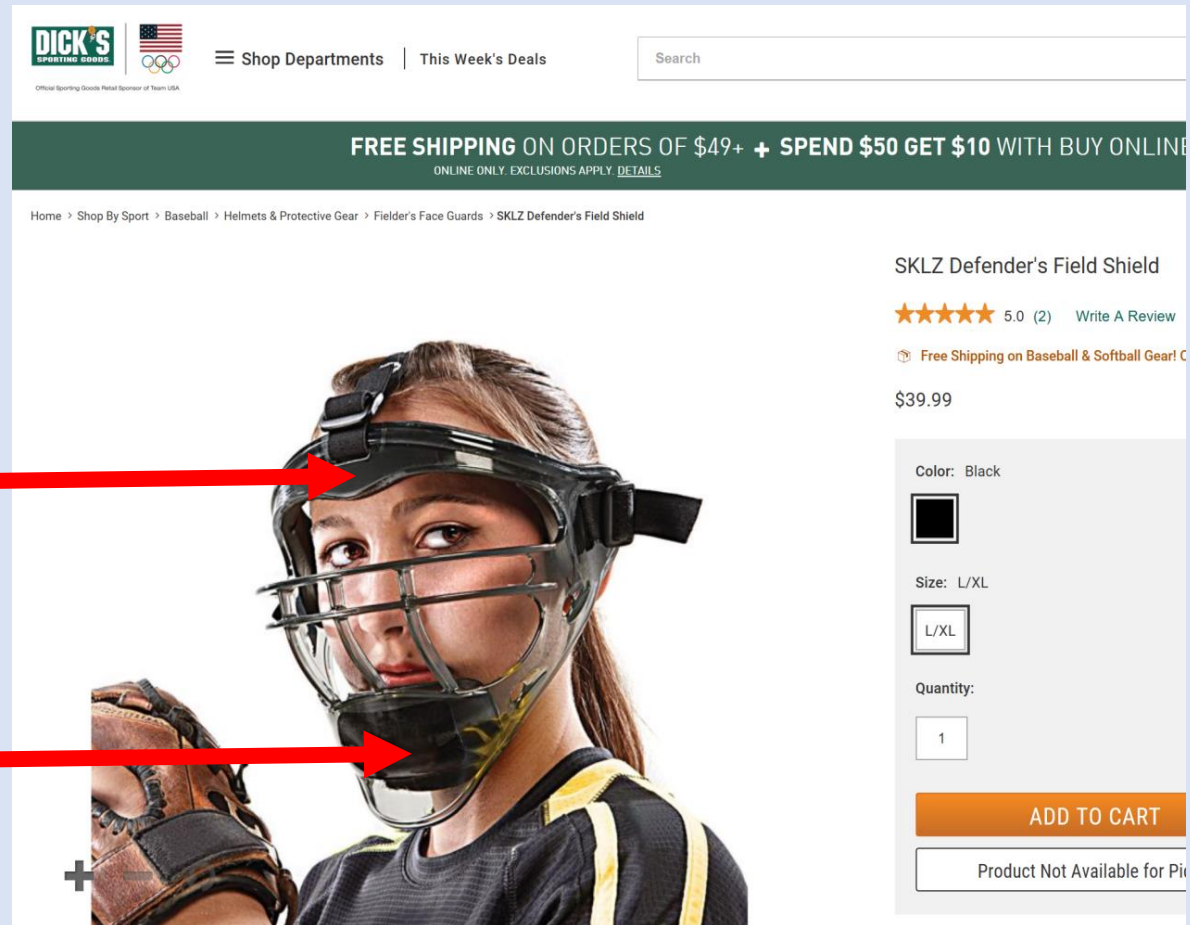 DICK'S
SPORTING GOODS
Official Sporting Goods Retail Sponsor of Team USA
Shop Departments | This Week's Deals
Search
FREE SHIPPING ON ORDERS OF $49+ + SPEND $50 GET $10 WITH BUY ONLINE
ONLINE ONLY. EXCLUSIONS APPLY. DETAILS
Home > Shop By Sport > Baseball > Helmets & Protective Gear > Fielder's Face Guards > SKLZ Defender's Field Shield
SKLZ Defender's Field Shield
5.0 (2) Write A Review
Free Shipping on Baseball & Softball Gear!
$39.99
Color: Black
Size: L/XL
L/XL
Quantity:
1
ADD TO CART
Product Not Available for